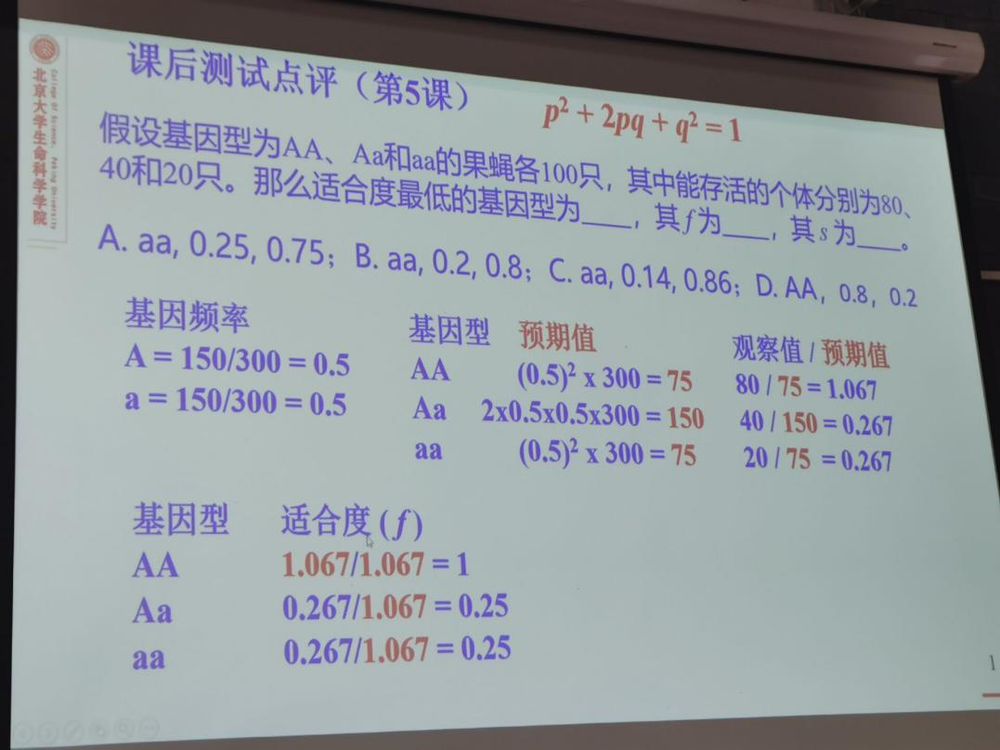 北京大学生命科学学院
College of Science, Peking University
课后测试点评（第5课）
p² + 2pq + q² = 1
假设基因型为AA、Aa和aa的果蝇各100只，其中能存活的个体分别为80、
40和20只。那么适合度最低的基因型为____，其f为____，其s为____。
A. aa, 0.25, 0.75；B. aa, 0.2, 0.8；C. aa, 0.14, 0.86；D. AA，0.8，0.2
基因频率
A = 150/300 = 0.5
a = 150/300 = 0.5
基因型 预期值 观察值 / 预期值
AA (0.5)² x 300 = 75 80 / 75 = 1.067
Aa 2x0.5x0.5x300 = 150 40 / 150 = 0.267
aa (0.5)² x 300 = 75 20 / 75 = 0.267
基因型 适合度 (f)
AA 1.067/1.067 = 1
Aa 0.267/1.067 = 0.25
aa 0.267/1.067 = 0.25
1